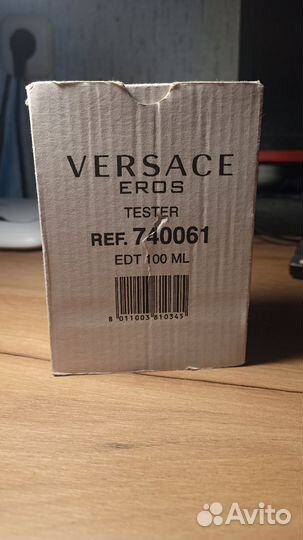 VERSACE
EROS
TESTER
REF. 740061
EDT 100 ML
8 011003 810345
Avito